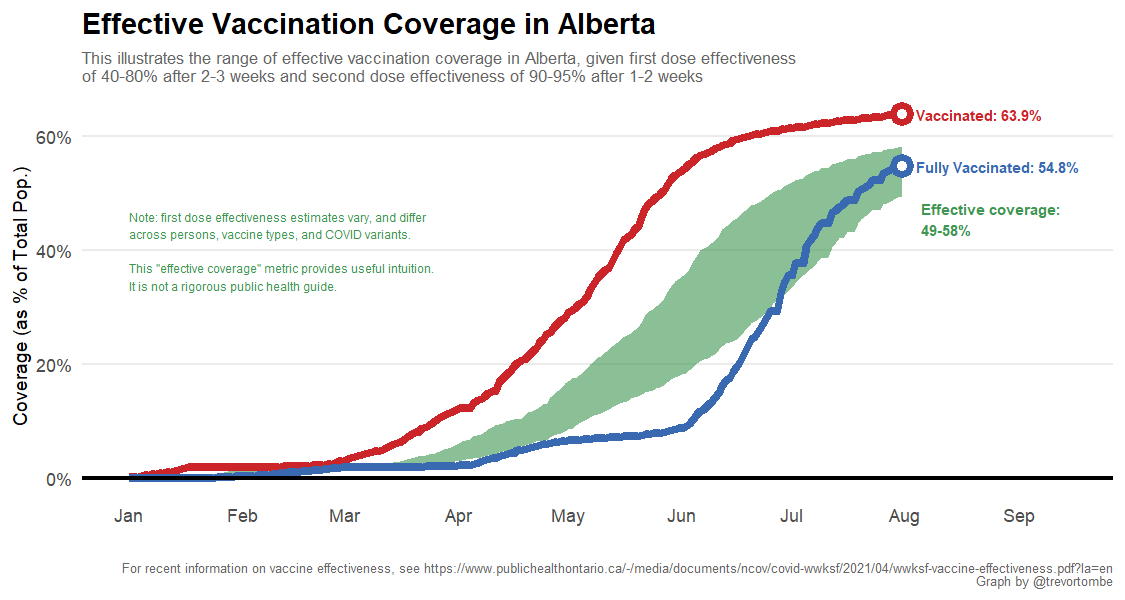 Effective Vaccination Coverage in Alberta
This illustrates the range of effective vaccination coverage in Alberta, given first dose effectiveness
of 40-80% after 2-3 weeks and second dose effectiveness of 90-95% after 1-2 weeks
Coverage (as % of Total Pop.)
60%
40%
20%
0%
Vaccinated: 63.9%
Fully Vaccinated: 54.8%
Effective coverage:
49-58%
Note: first dose effectiveness estimates vary, and differ
across persons, vaccine types, and COVID variants.
This "effective coverage" metric provides useful intuition.
It is not a rigorous public health guide.
Jan Feb Mar Apr May Jun Jul Aug Sep
For recent information on vaccine effectiveness, see https://www.publichealthontario.ca/-/media/documents/ncov/covid-wwksf/2021/04/wwksf-vaccine-effectiveness.pdf?la=en
Graph by @trevortombe